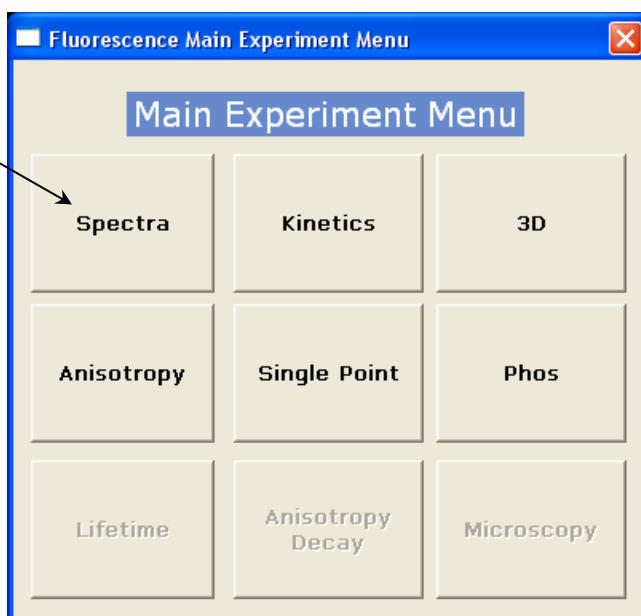 Fluorescence Main Experiment Menu
Main Experiment Menu
Spectra
Kinetics
3D
Anisotropy
Single Point
Phos
Lifetime
Anisotropy
Decay
Microscopy